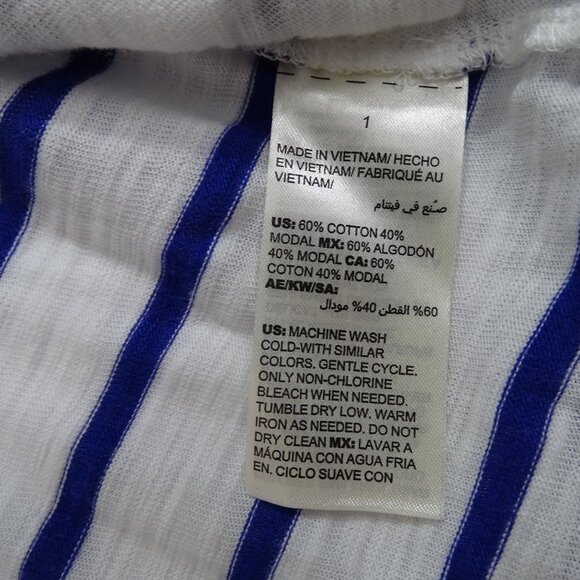 1
MADE IN VIETNAM/ HECHO
EN VIETNAM/ FABRIQUÉ AU
VIETNAM/
صنع في فيتنام
US: 60% COTTON 40%
MODAL MX: 60% ALGODÓN
40% MODAL CA: 60%
COTON 40% MODAL
AE/KW/SA:
60% القطن 40% مودال
US: MACHINE WASH
COLD-WITH SIMILAR
COLORS. GENTLE CYCLE.
ONLY NON-CHLORINE
BLEACH WHEN NEEDED.
TUMBLE DRY LOW. WARM
IRON AS NEEDED. DO NOT
DRY CLEAN MX: LAVAR A
MÁQUINA CON AGUA FRIA
EN. CICLO SUAVE CON